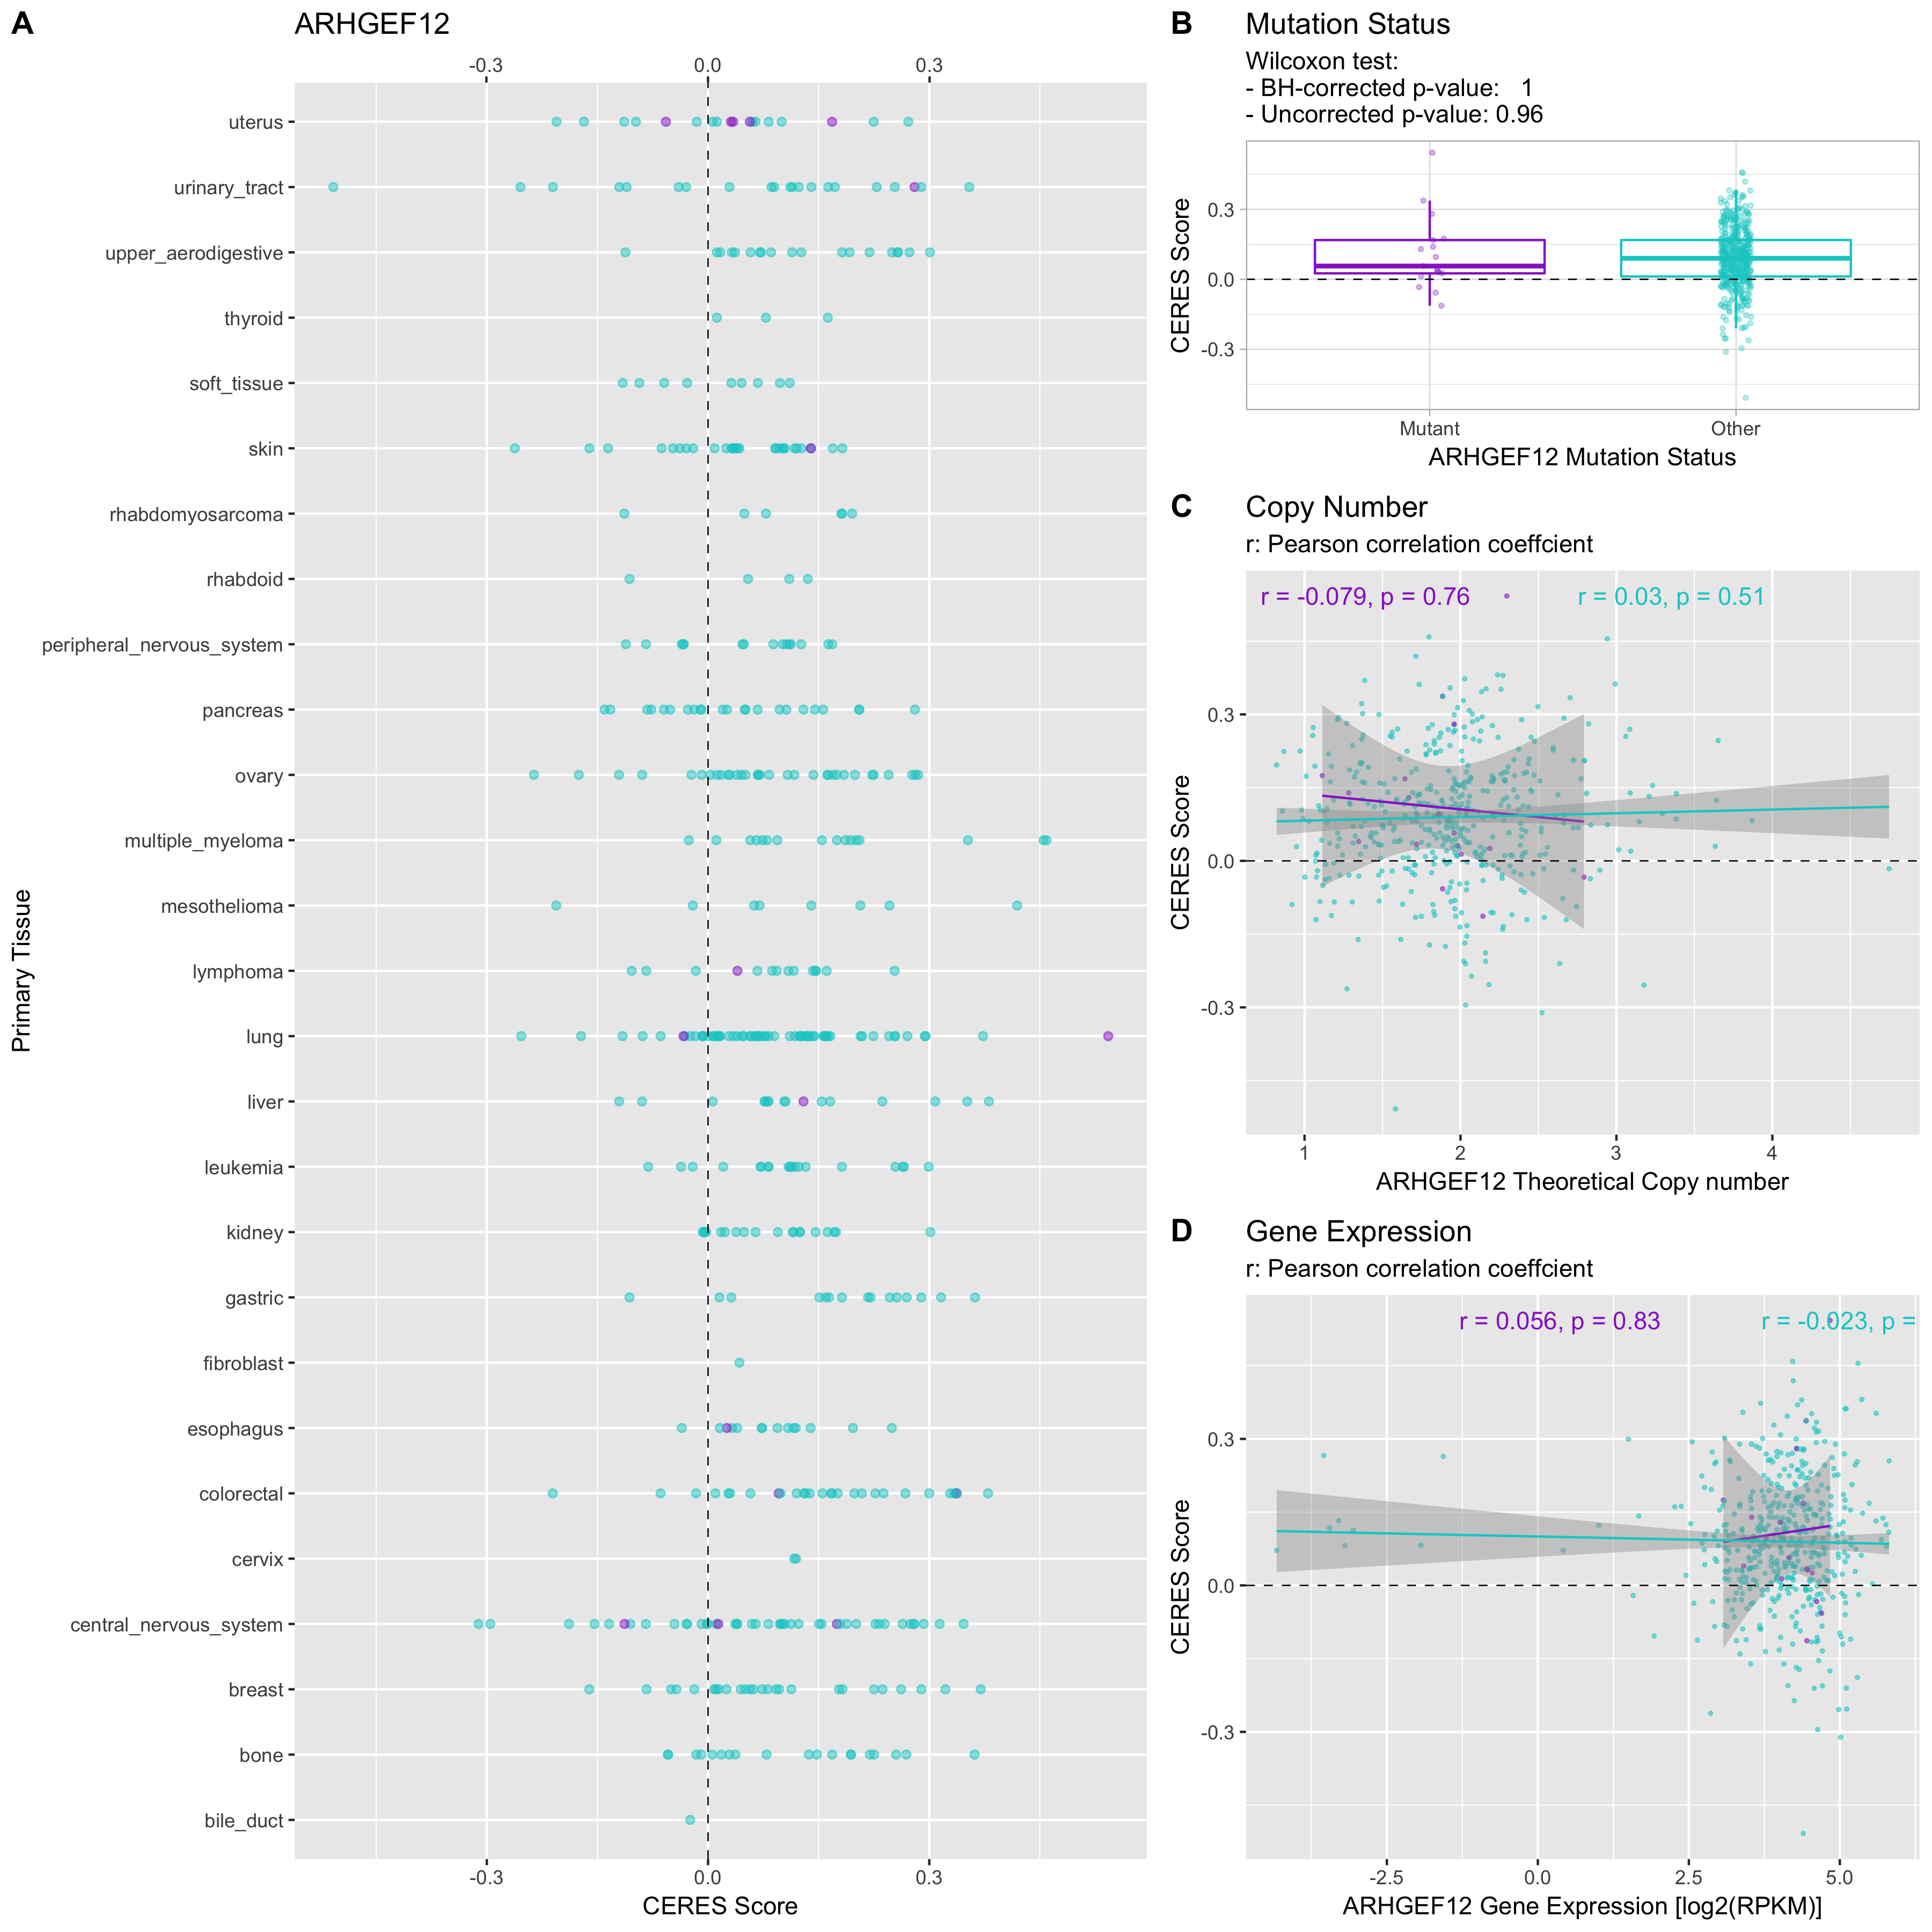 A
ARHGEF12
-0.3 0.0 0.3
uterus
urinary_tract
upper_aerodigestive
thyroid
soft_tissue
skin
rhabdomyosarcoma
rhabdoid
peripheral_nervous_system
pancreas
ovary
multiple_myeloma
mesothelioma
lymphoma
lung
liver
leukemia
kidney
gastric
fibroblast
esophagus
colorectal
cervix
central_nervous_system
breast
bone
bile_duct
Primary Tissue
-0.3 0.0 0.3
CERES Score
B
Mutation Status
Wilcoxon test:
- BH-corrected p-value: 1
- Uncorrected p-value: 0.96
CERES Score
0.3
0.0
-0.3
Mutant Other
ARHGEF12 Mutation Status
C
Copy Number
r: Pearson correlation coeffcient
r = -0.079, p = 0.76 r = 0.03, p = 0.51
CERES Score
0.3
0.0
-0.3
1 2 3 4
ARHGEF12 Theoretical Copy number
D
Gene Expression
r: Pearson correlation coeffcient
r = 0.056, p = 0.83 r = -0.023, p =
CERES Score
0.3
0.0
-0.3
-2.5 0.0 2.5 5.0
ARHGEF12 Gene Expression [log2(RPKM)]